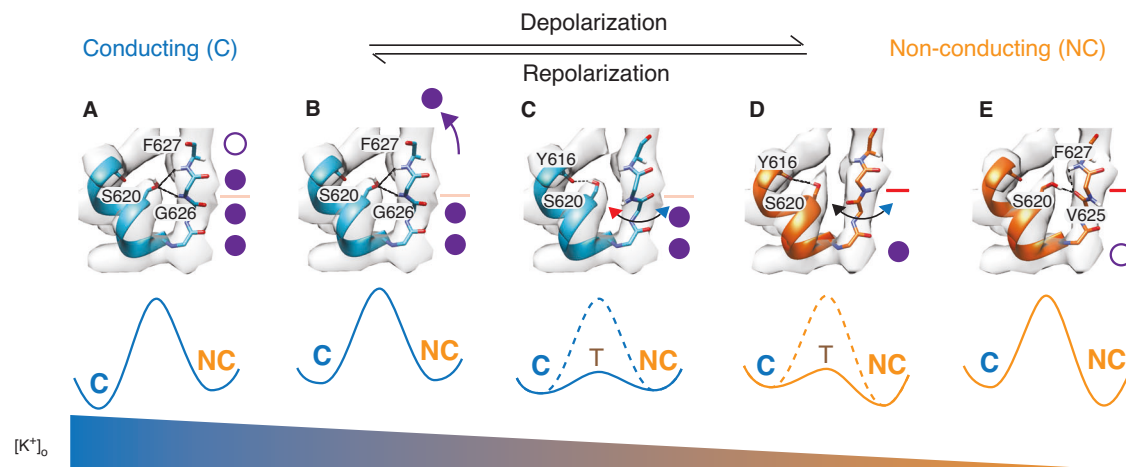 Depolarization
Conducting (C)
Non-conducting (NC)
Repolarization
A
B
C
D
E
F627
S620
G626
F627
S620
G626
Y616
S620
Y616
S620
F627
S620
V625
C
NC
C
NC
C
T
NC
C
T
NC
C
NC
[K⁺]ₒ